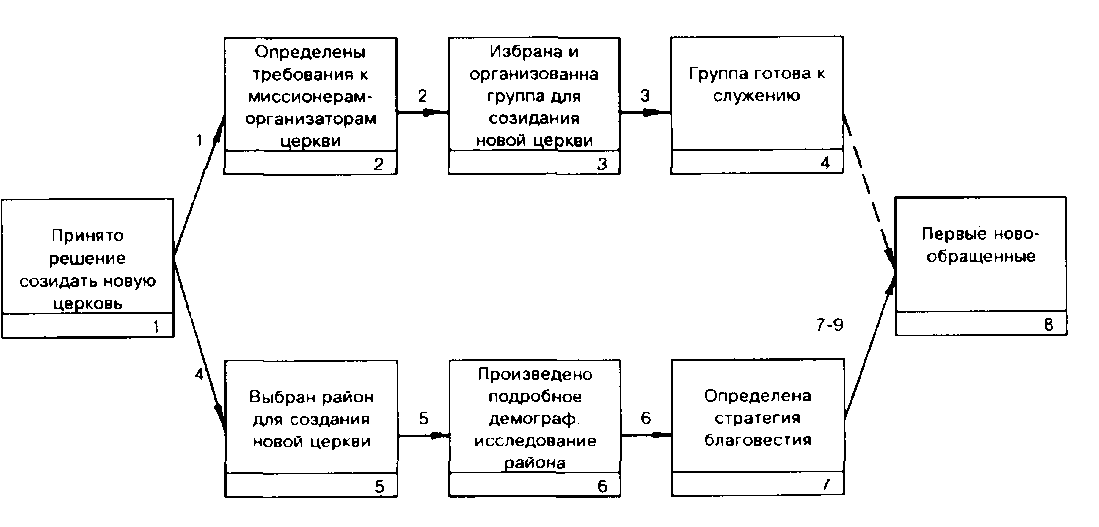 Определены
требования к
миссионерам-
организаторам
церкви
2
2
Избрана и
организованна
группа для
созидания
новой церкви
3
3
Группа готова к
служению
4
1
Принято
решение
созидать новую
церковь
1
Первые ново-
обращенные
8
7-9
4
Выбран район
для создания
новой церкви
5
5
Произведено
подробное
демограф.
исследование
района
6
6
Определена
стратегия
благовестия
7